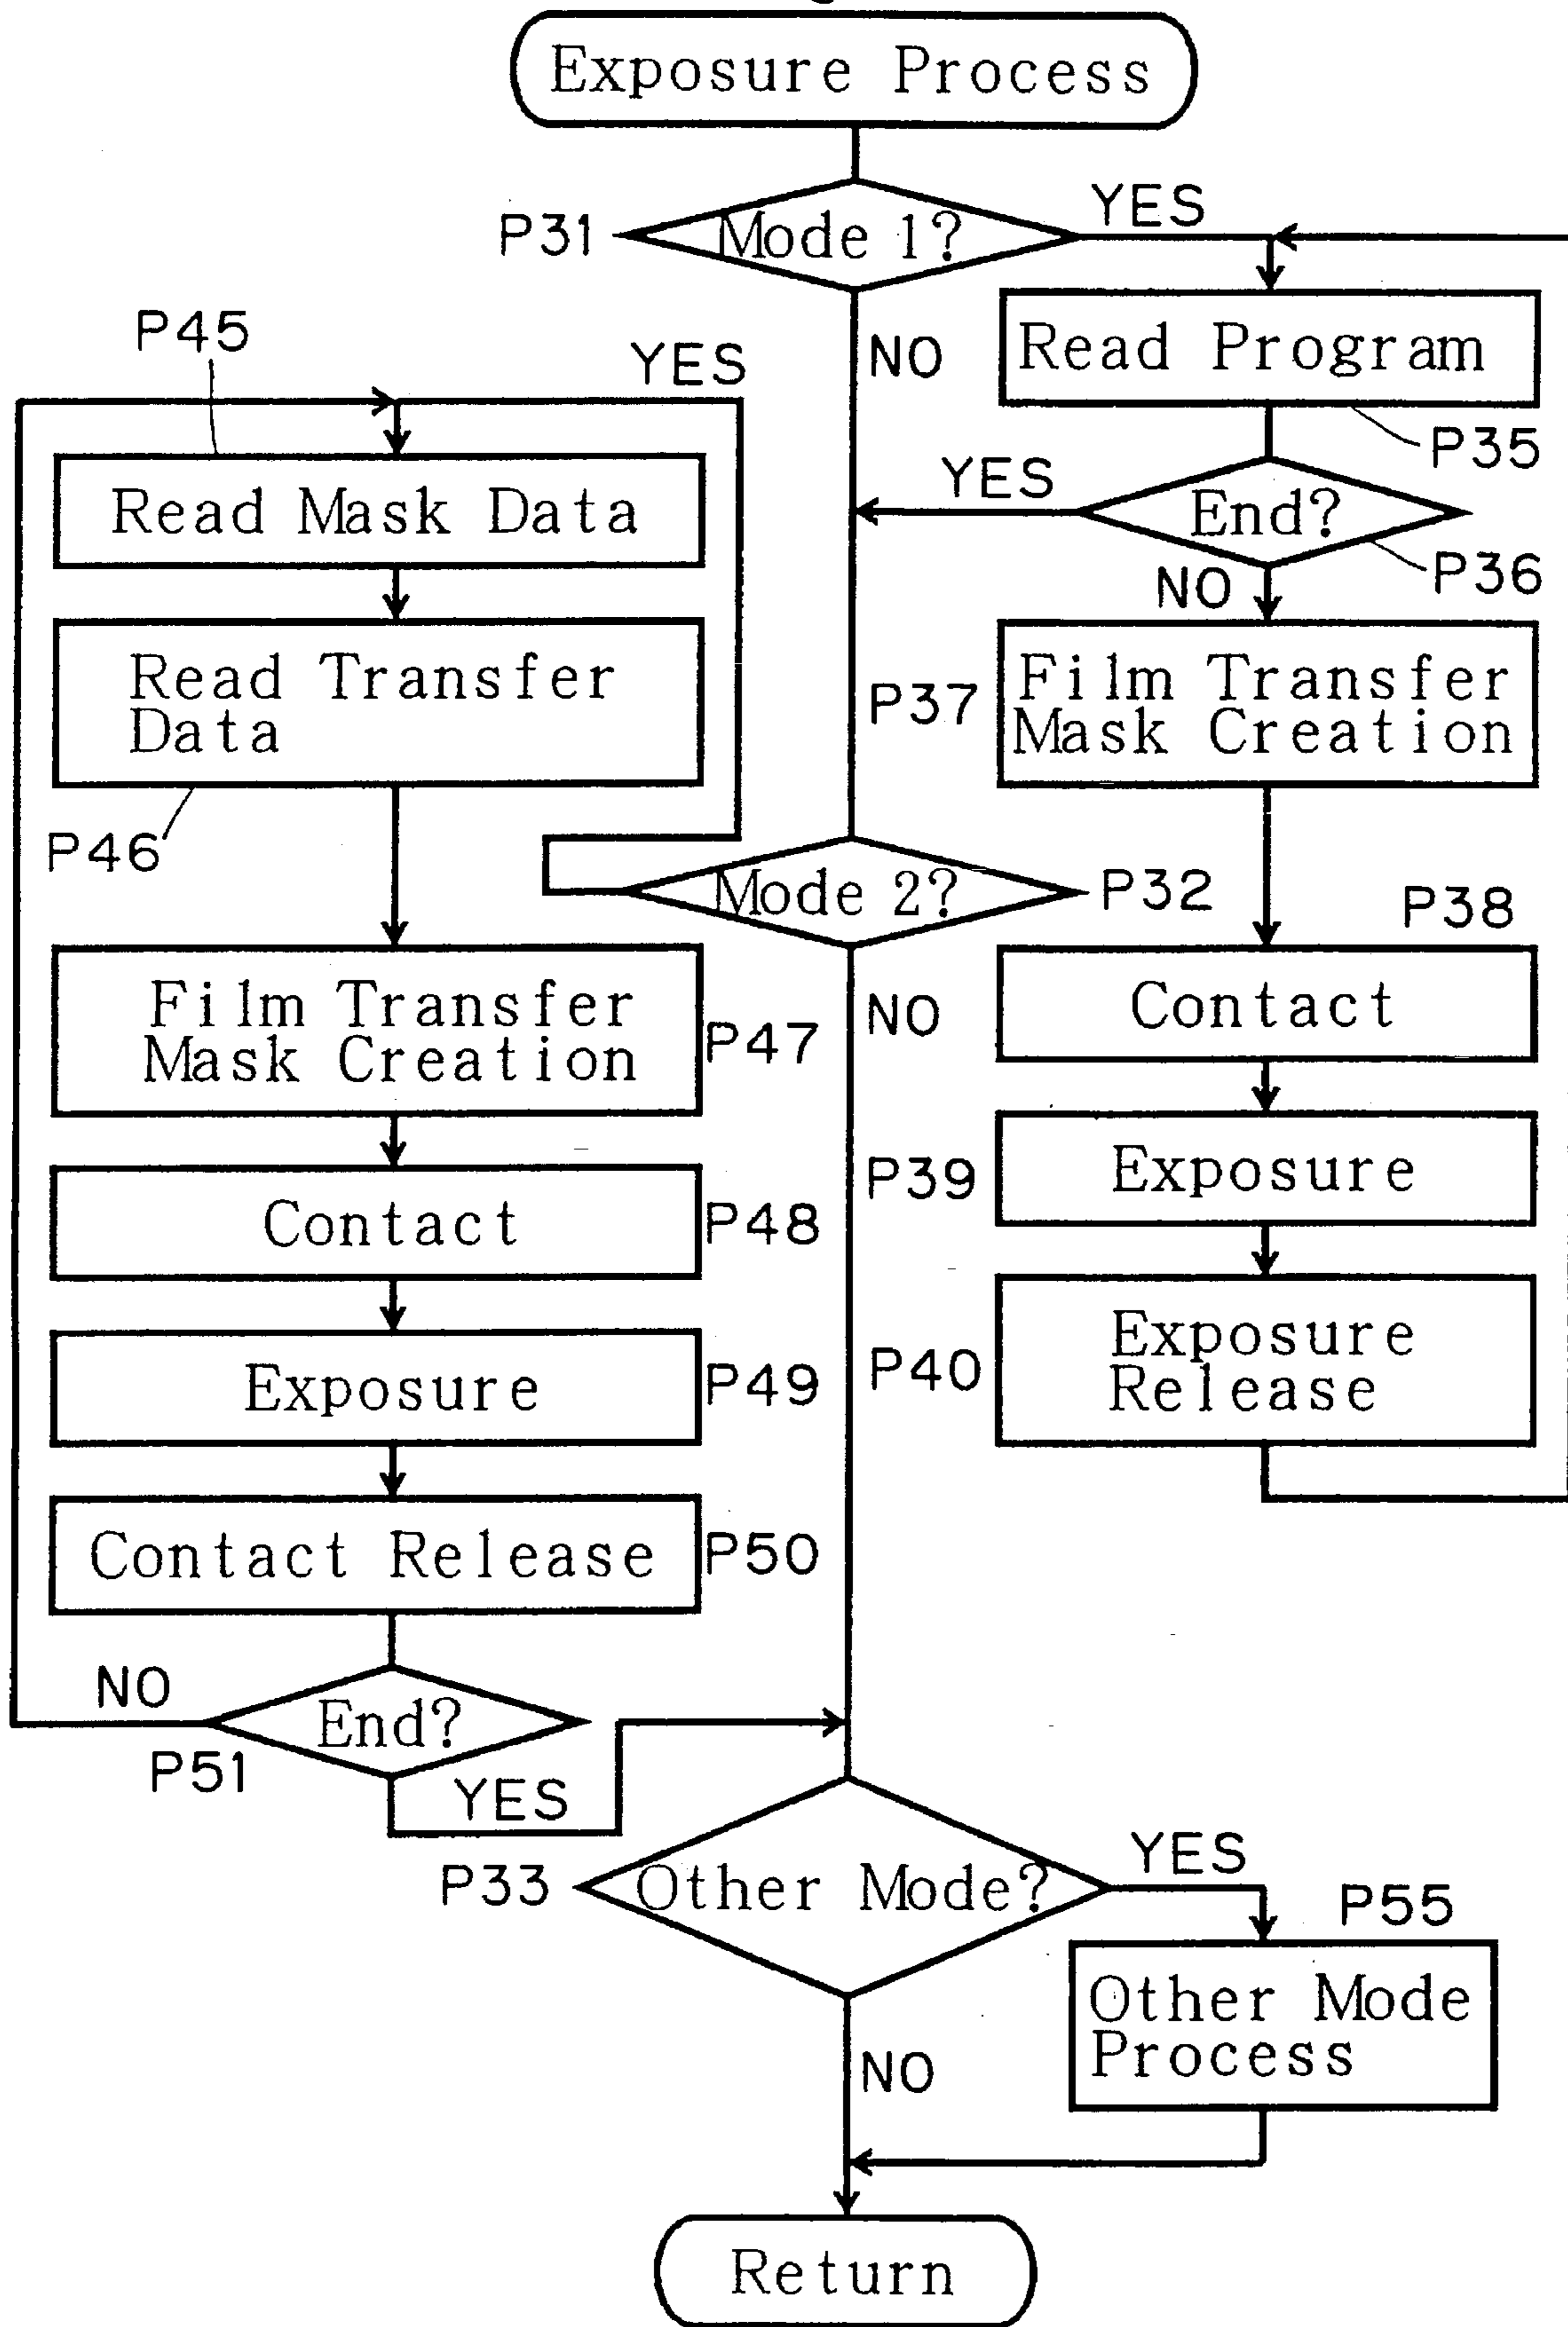 Exposure Process
P31
Mode 1?
YES
NO
Read Program
P35
YES
End?
P36
NO
P37
Film Transfer
Mask Creation
P38
Contact
P39
Exposure
P40
Exposure
Release
Mode 2?
P32
YES
NO
P45
Read Mask Data
Read Transfer
Data
P46
Film Transfer
Mask Creation
P47
Contact
P48
Exposure
P49
Contact Release
P50
NO
End?
P51
YES
P33
Other Mode?
YES
P55
Other Mode
Process
NO
Return